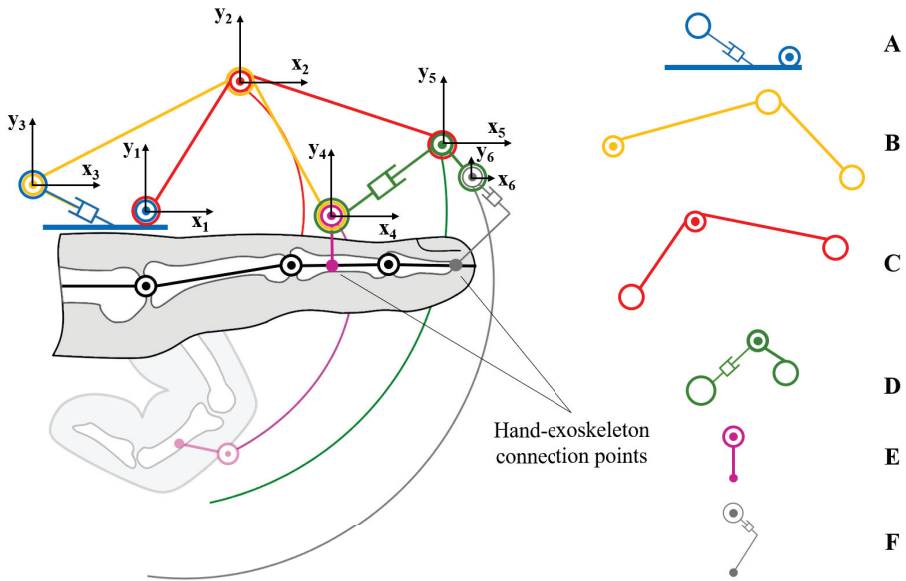 y₂
x₂
y₅
x₅
y₃
x₃
y₁
x₁
y₄
x₄
y₆
x₆
Hand-exoskeleton
connection points
A
B
C
D
E
F